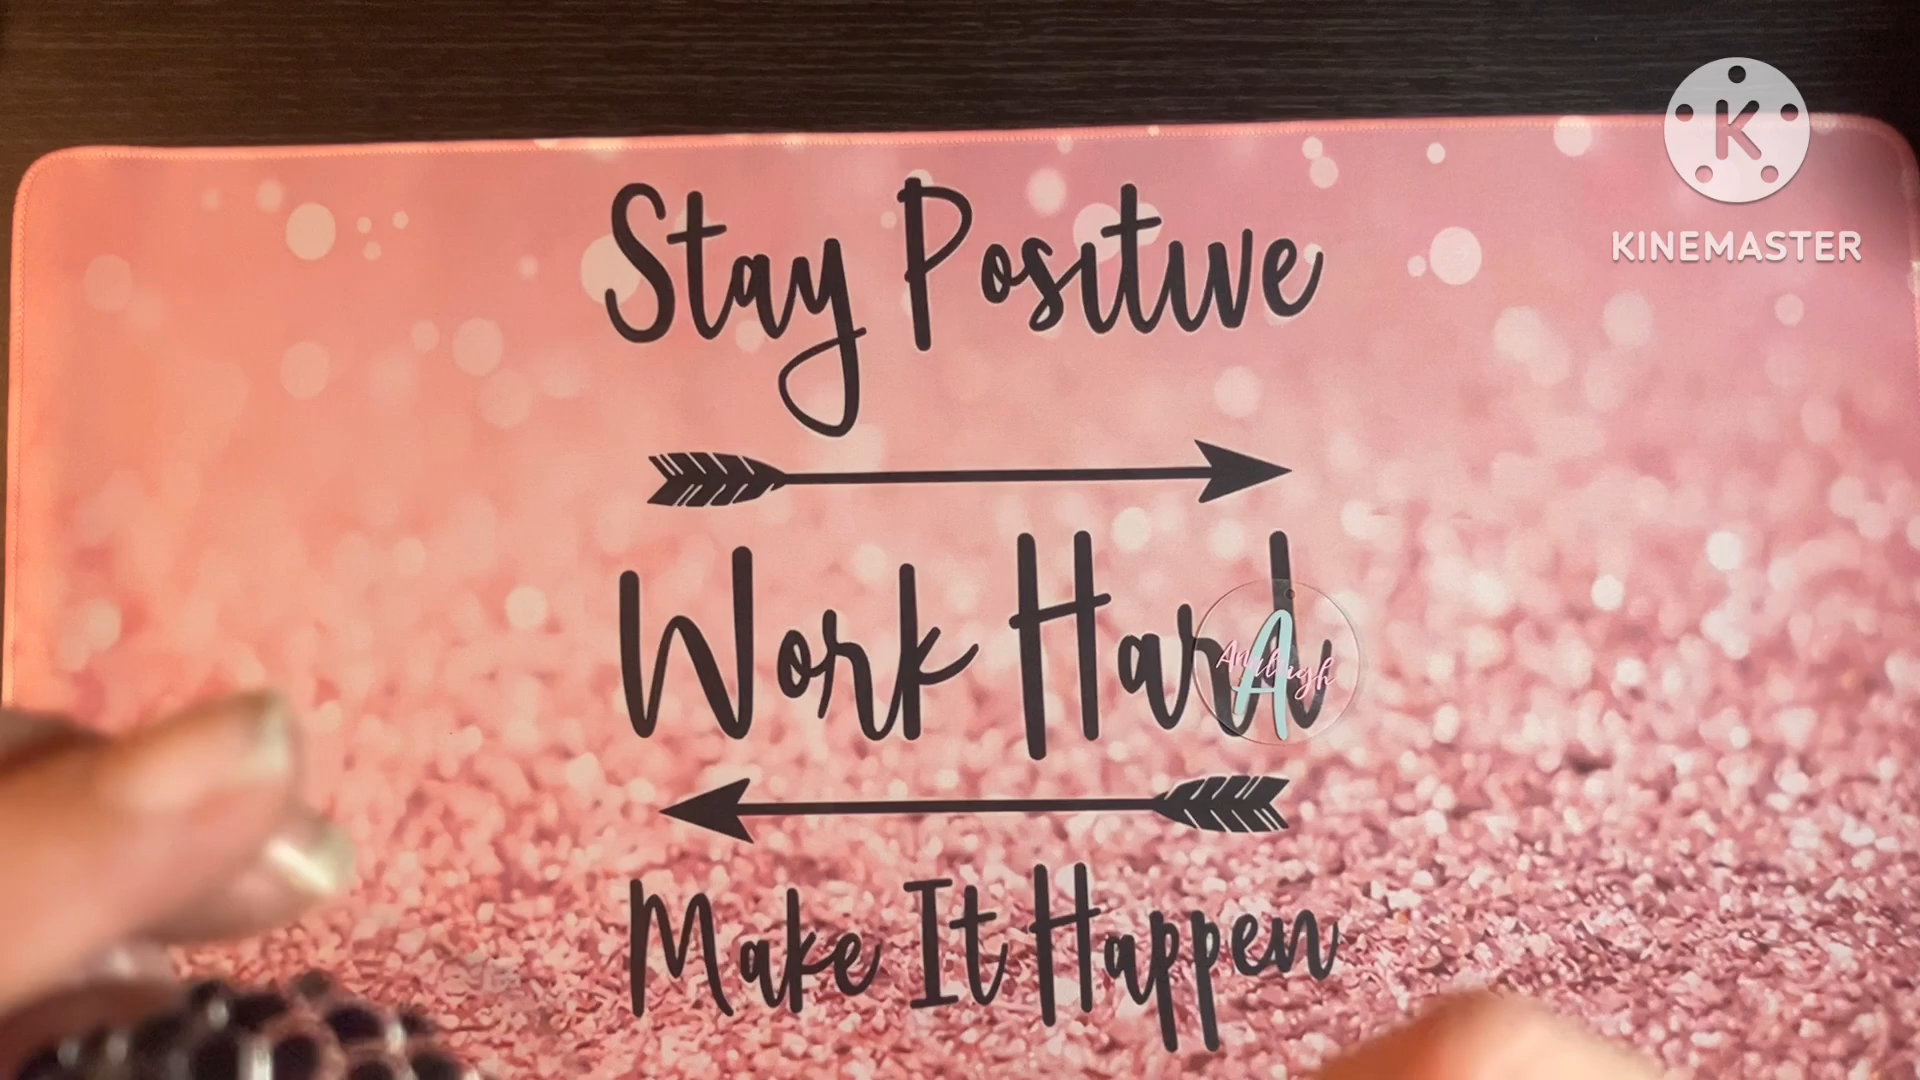 KINEMASTER
Stay Positive
Work Hard
A
Make It Happen